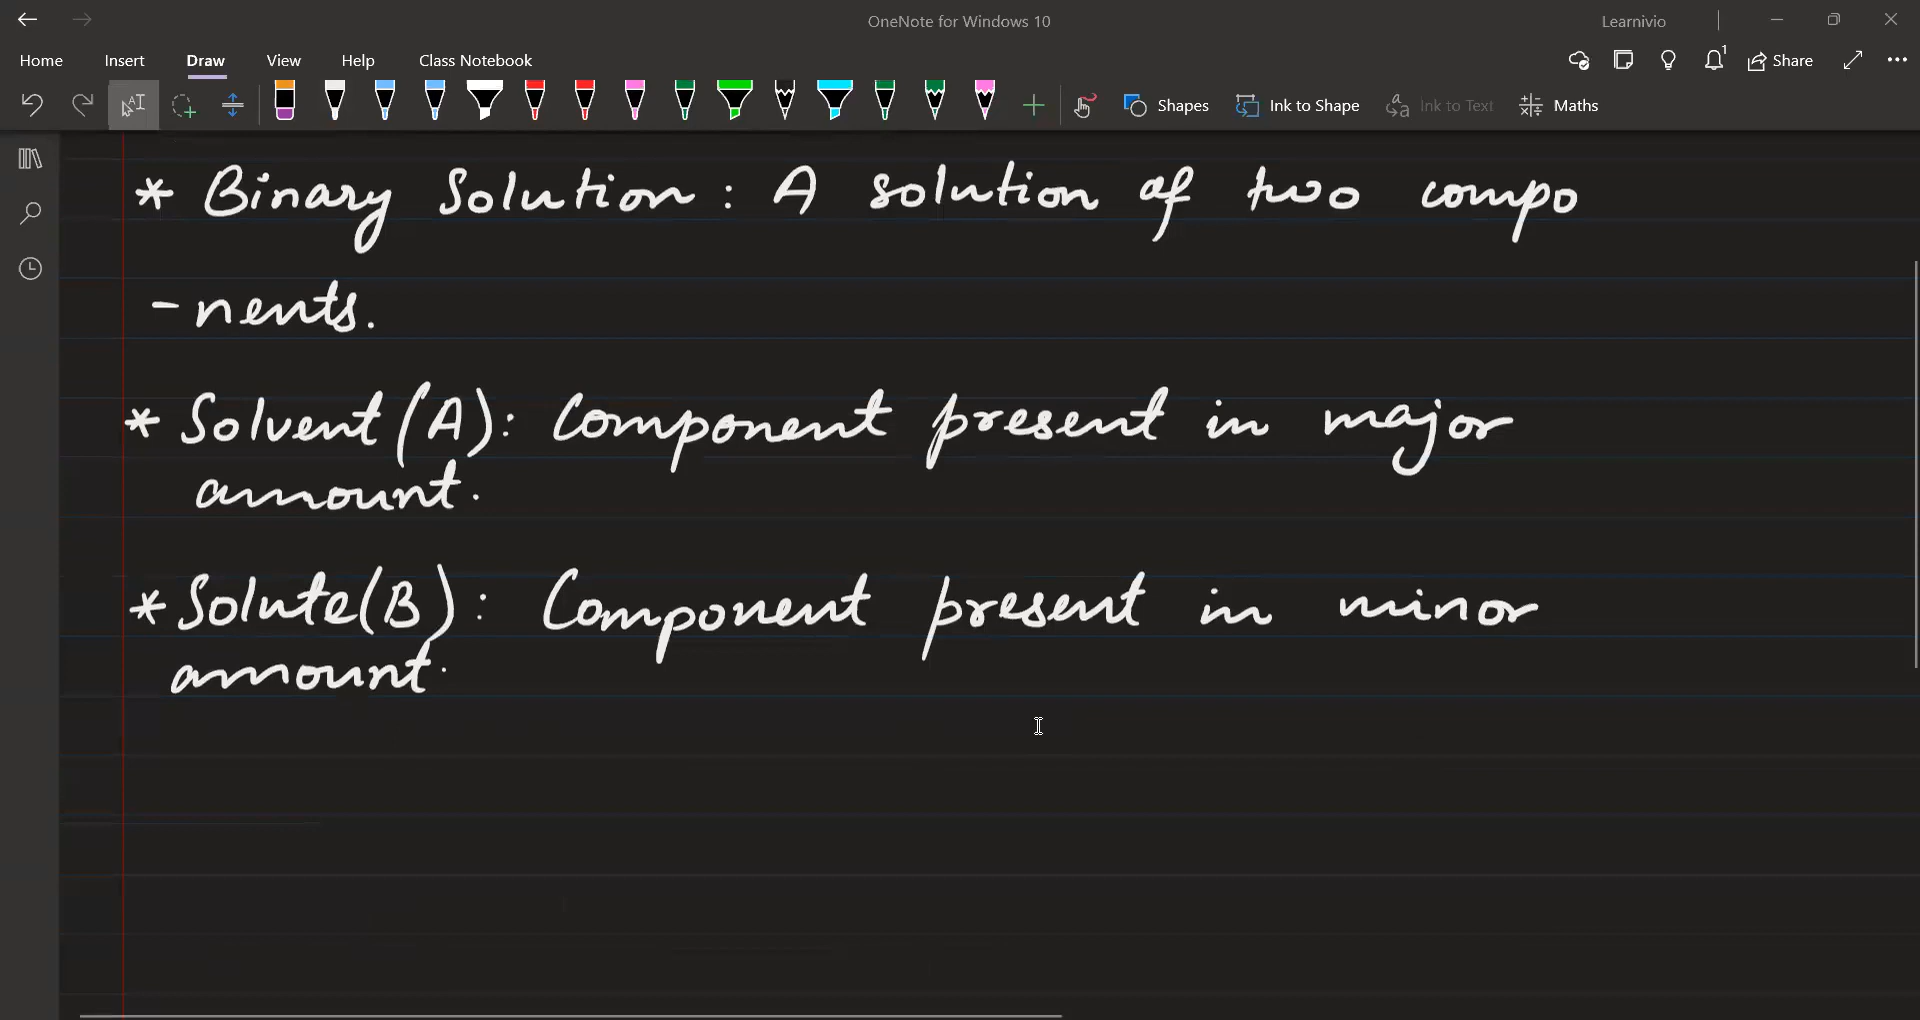 OneNote for Windows 10
Learnivio
Home Insert Draw View Help Class Notebook
1 Share
Shapes Ink to Shape Ink to Text Maths
* Binary Solution : A solution of two compo
- nents.
* Solvent (A) : Component present in major
amount.
* Solute (B) : Component present in minor
amount.